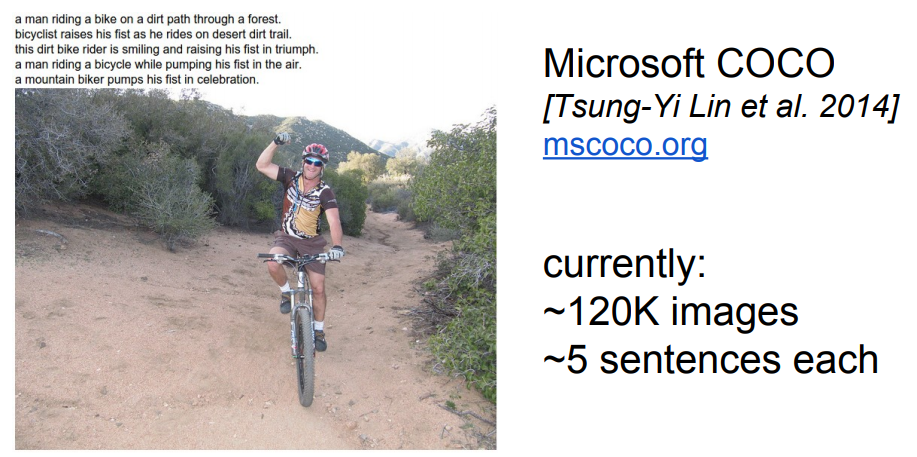 a man riding a bike on a dirt path through a forest.
bicyclist raises his fist as he rides on desert dirt trail.
this dirt bike rider is smiling and raising his fist in triumph.
a man riding a bicycle while pumping his fist in the air.
a mountain biker pumps his fist in celebration.
Microsoft COCO
[Tsung-Yi Lin et al. 2014]
mscoco.org
currently:
~120K images
~5 sentences each